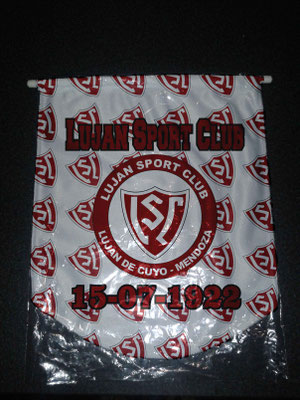 LUJAN SPORT CLUB
LUJAN SPORT CLUB
LSC
LUJAN DE CUYO - MENDOZA
15-07-1922